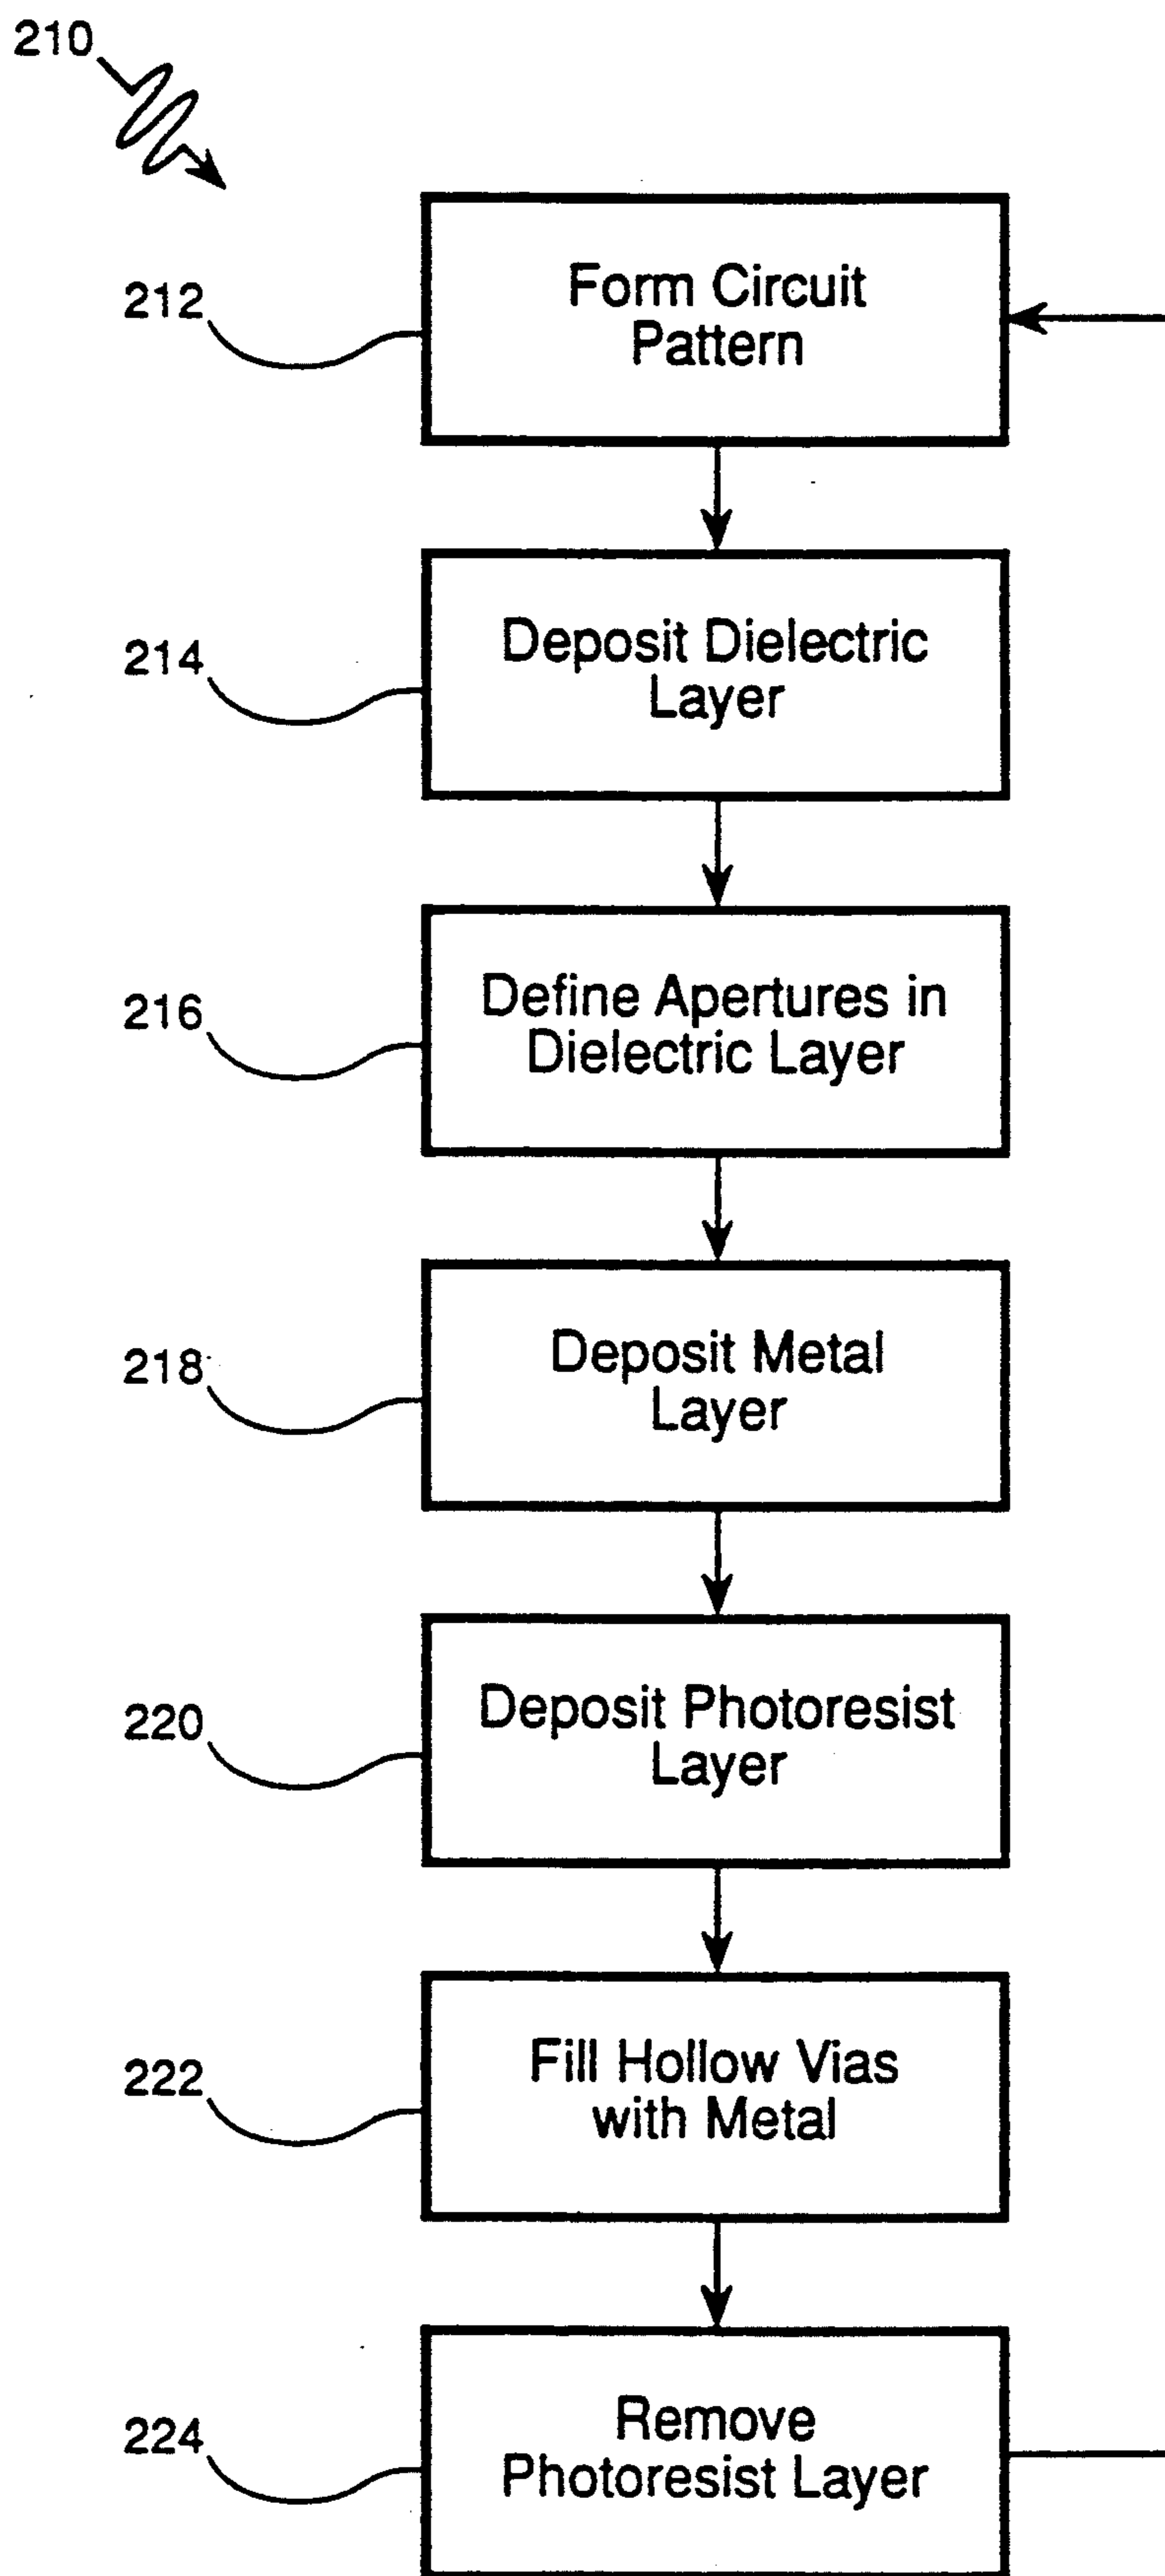 210
212
Form Circuit
Pattern
214
Deposit Dielectric
Layer
216
Define Apertures in
Dielectric Layer
218
Deposit Metal
Layer
220
Deposit Photoresist
Layer
222
Fill Hollow Vias
with Metal
224
Remove
Photoresist Layer